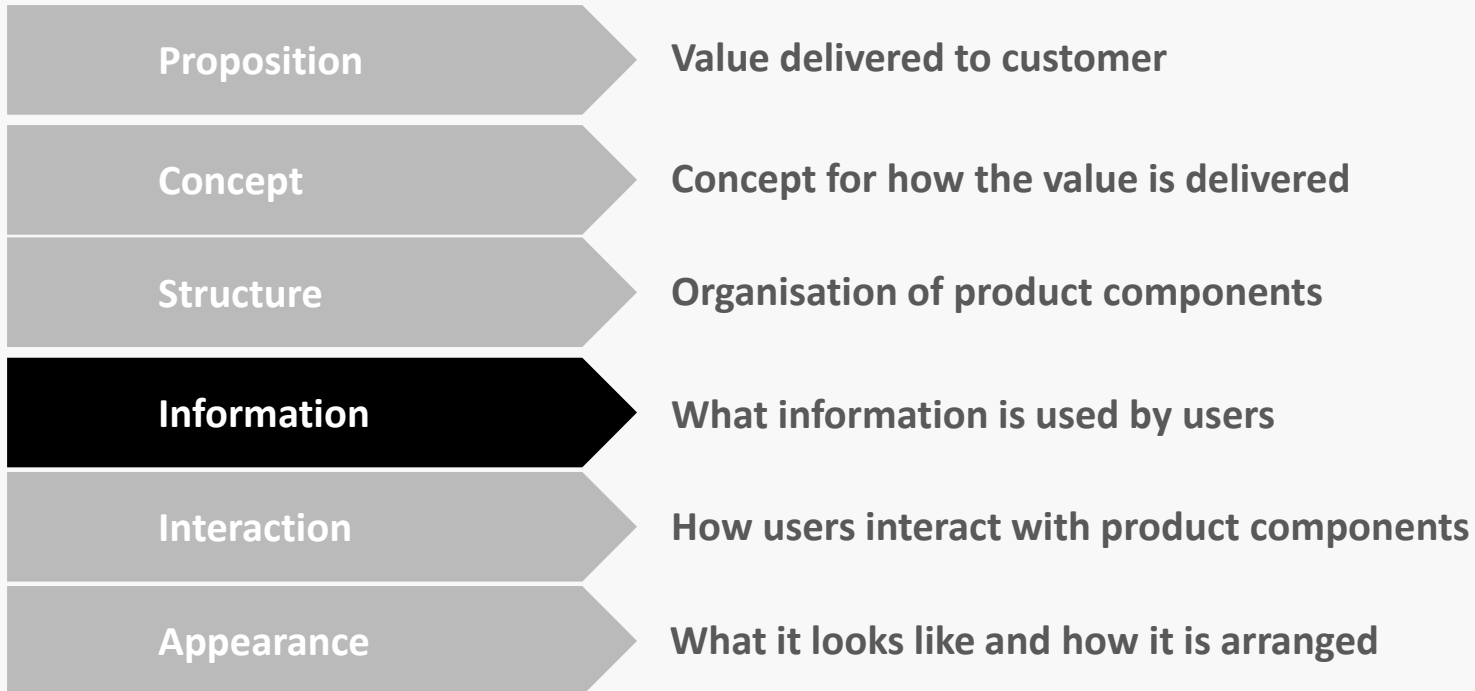 Proposition
Value delivered to customer
Concept
Concept for how the value is delivered
Structure
Organisation of product components
Information
What information is used by users
Interaction
How users interact with product components
Appearance
What it looks like and how it is arranged